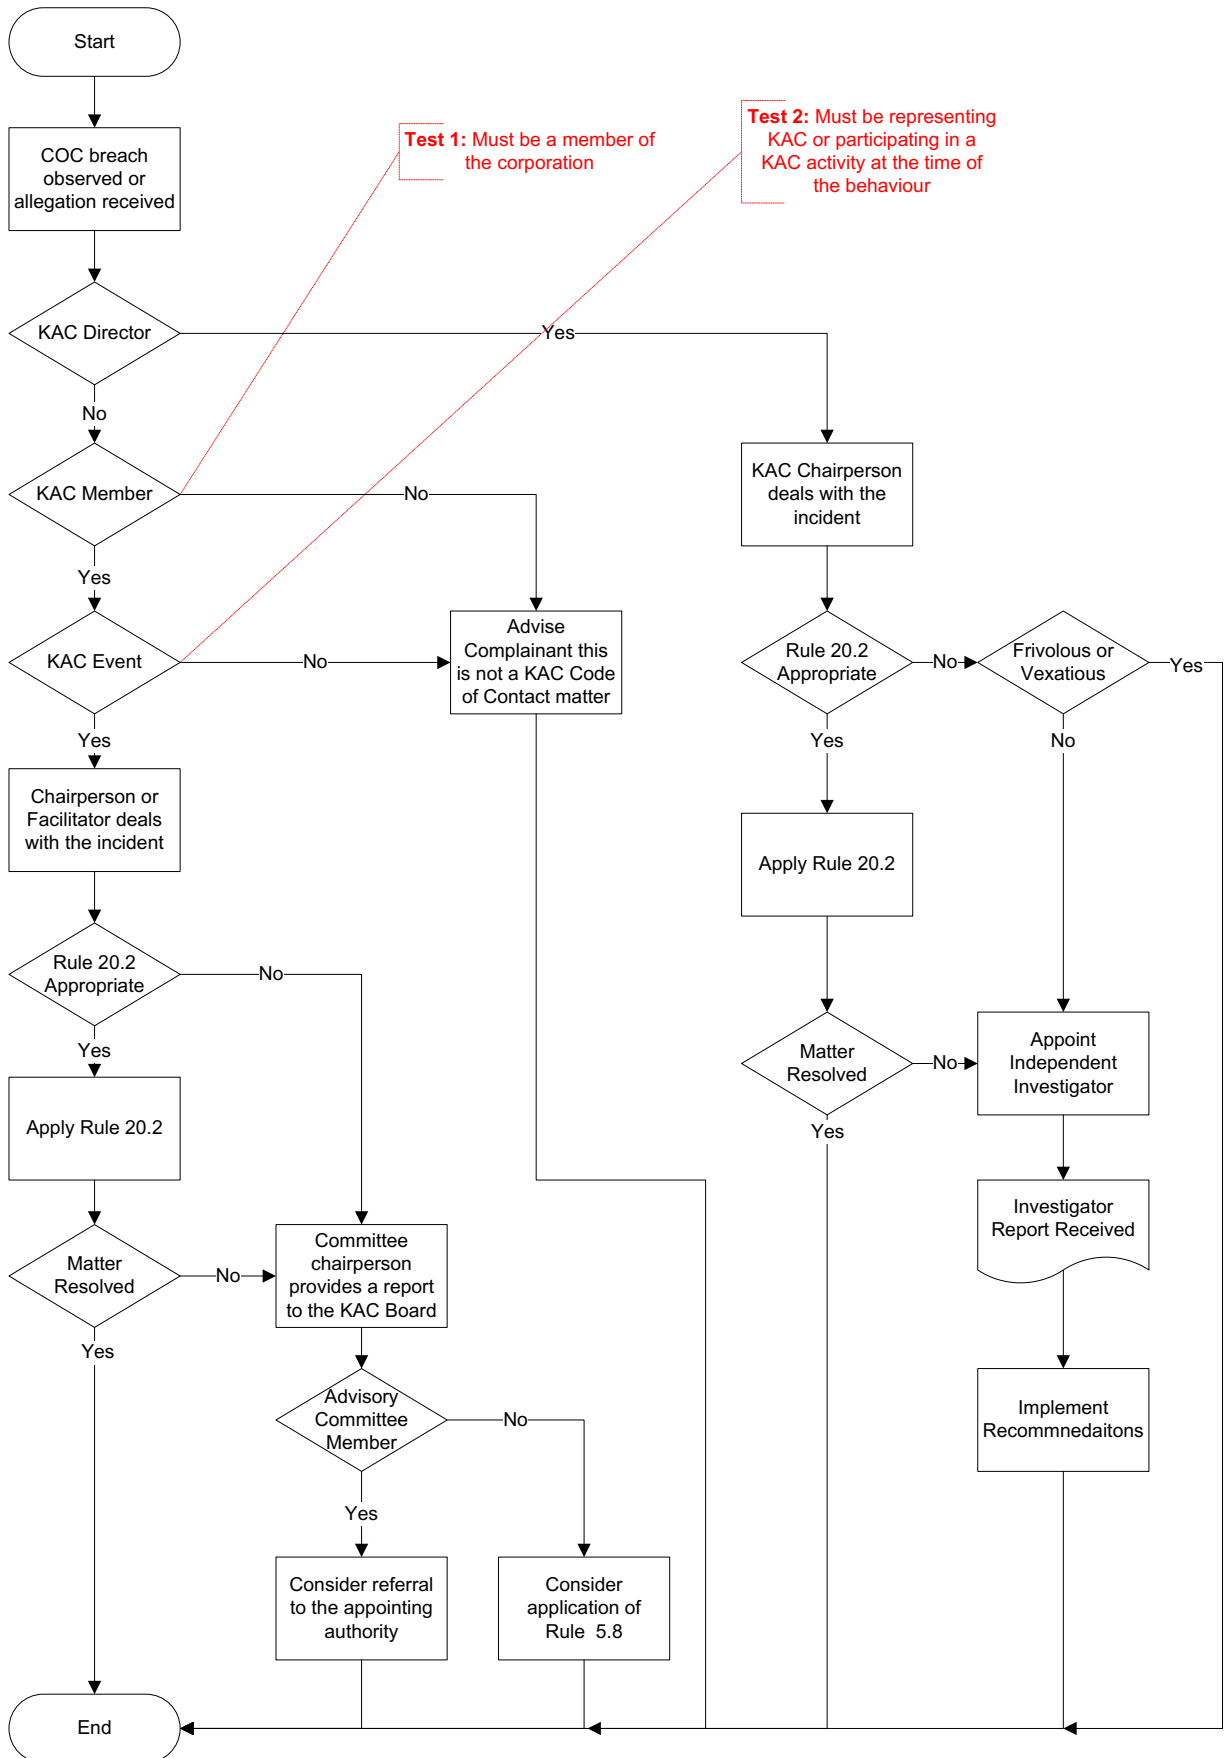 Start
COC breach
observed or
allegation received
Test 1: Must be a member of
the corporation
Test 2: Must be representing
KAC or participating in a
KAC activity at the time of
the behaviour
KAC Director
Yes
No
KAC Member
No
Yes
KAC Chairperson
deals with the
incident
KAC Event
No
Advise
Complainant this
is not a KAC Code
of Contact matter
Yes
Rule 20.2
Appropriate
No
Frivolous or
Vexatious
Yes
Yes
No
Chairperson or
Facilitator deals
with the incident
Apply Rule 20.2
Rule 20.2
Appropriate
No
Yes
Matter
Resolved
No
Appoint
Independent
Investigator
Yes
Apply Rule 20.2
Investigator
Report Received
Matter
Resolved
No
Committee
chairperson
provides a report
to the KAC Board
Yes
Advisory
Committee
Member
No
Yes
Implement
Recommnedaitons
Consider referral
to the appointing
authority
Consider
application of
Rule 5.8
End